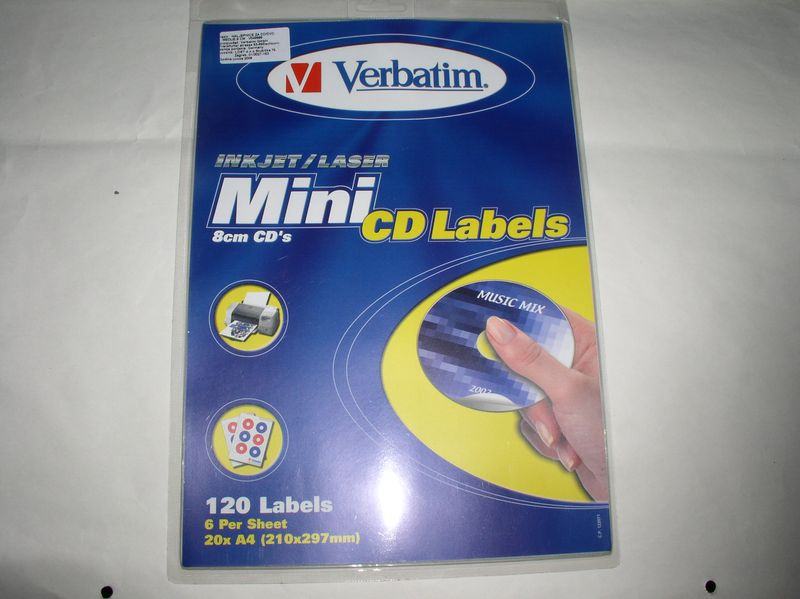 Verbatim.
INKJET/LASER
Mini
CD Labels
8cm CD's
MUSIC MIX
120 Labels
6 Per Sheet
20x A4 (210x297mm)